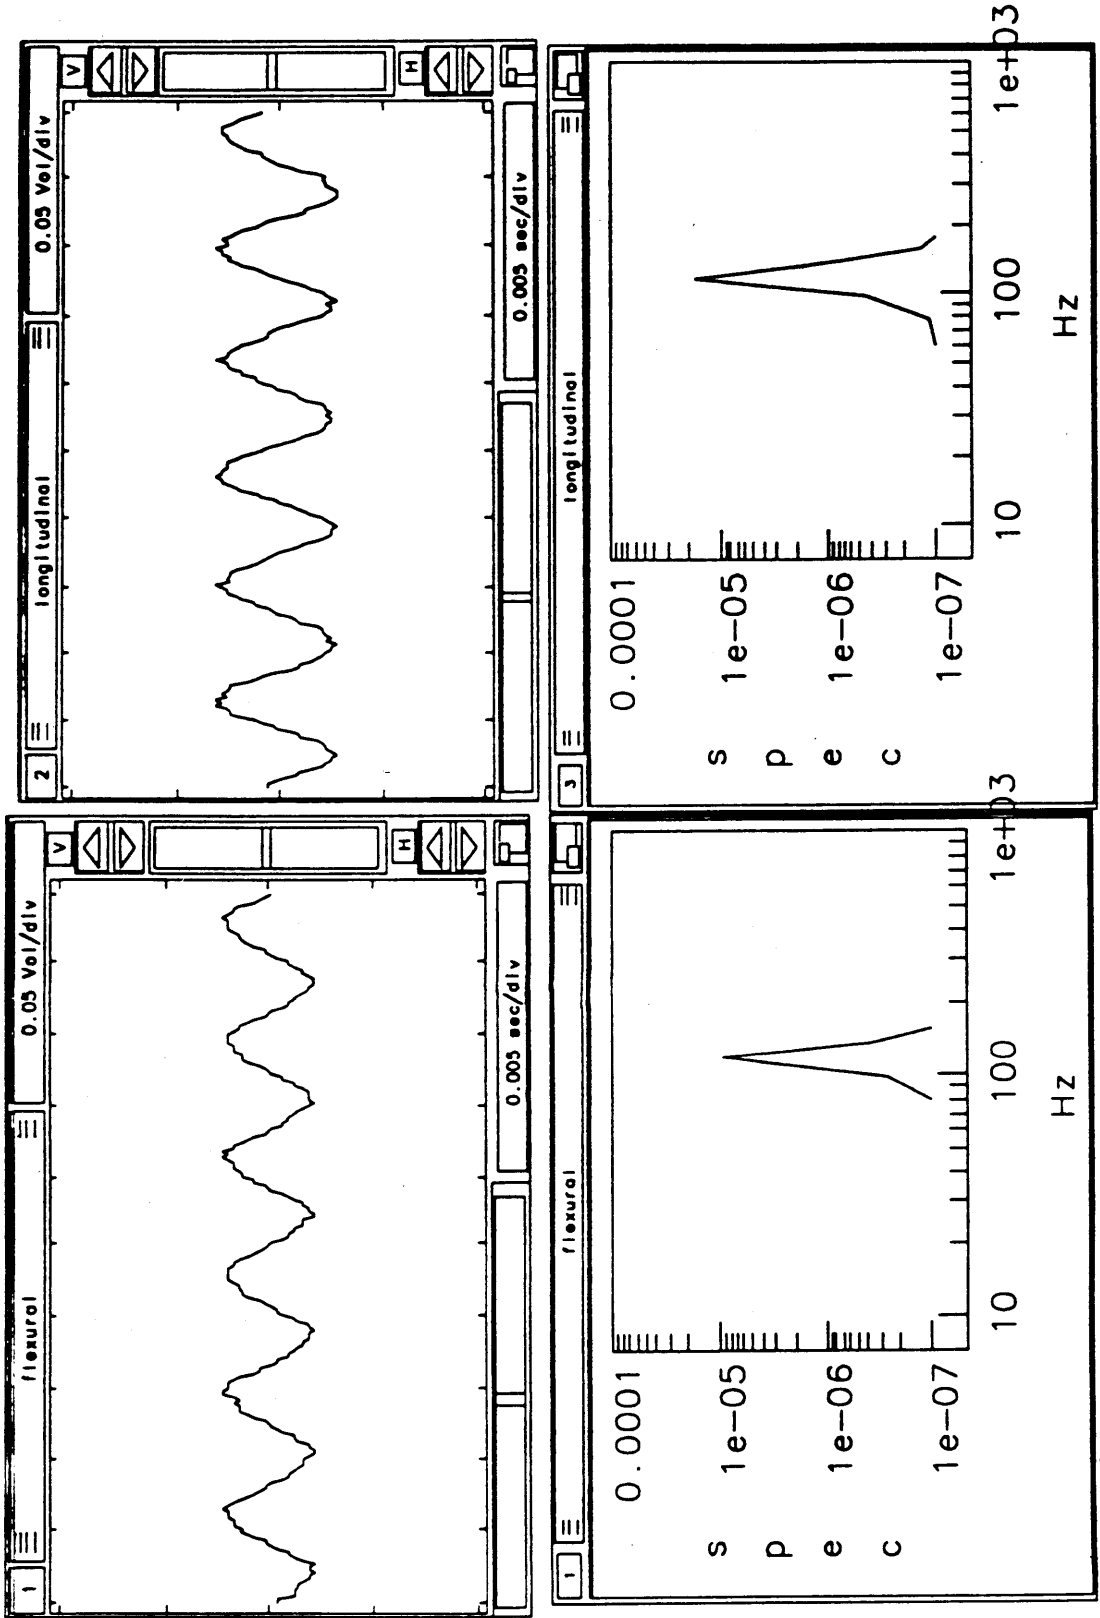 1
flexural
0.05 Vol/div
V
H
0.005 sec/div
2
longitudinal
0.05 Vol/div
V
H
0.005 sec/div
1
flexural
0.0001
1e-05
1e-06
1e-07
s
p
e
c
10
100
1e+03
Hz
3
longitudinal
0.0001
1e-05
1e-06
1e-07
s
p
e
c
10
100
1e+03
Hz